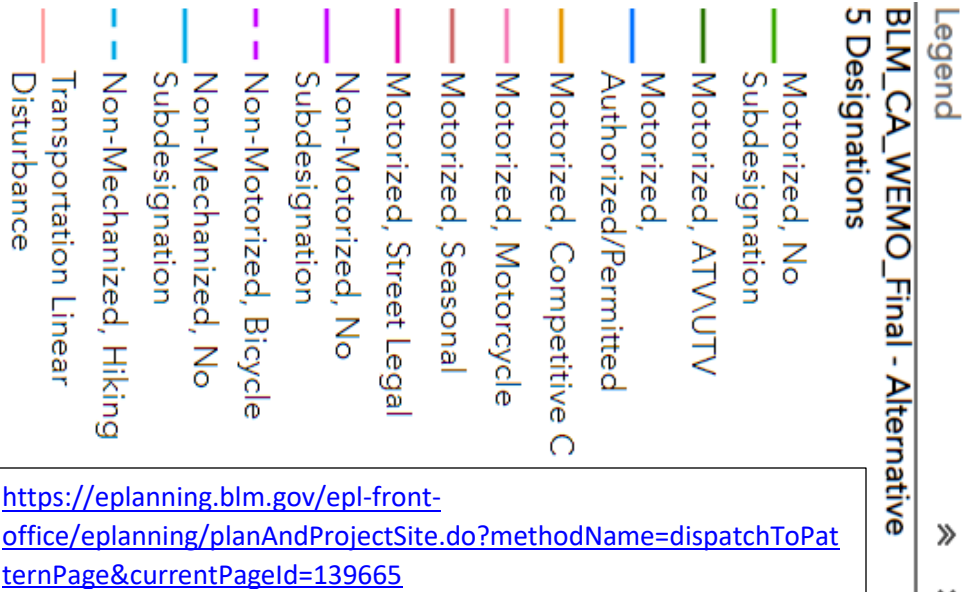 Legend
BLM_CA_WEMO_Final - Alternative
5 Designations
Motorized, No
Subdesignation
Motorized, ATV\UTV
Motorized,
Authorized/Permitted
Motorized, Competitive C
Motorized, Motorcycle
Motorized, Seasonal
Motorized, Street Legal
Non-Motorized, No
Subdesignation
Non-Motorized, Bicycle
Non-Mechanized, No
Subdesignation
Non-Mechanized, Hiking
Transportation Linear
Disturbance
https://eplanning.blm.gov/epl-front-
office/eplanning/planAndProjectSite.do?methodName=dispatchToPat
ternPage&currentPageId=139665